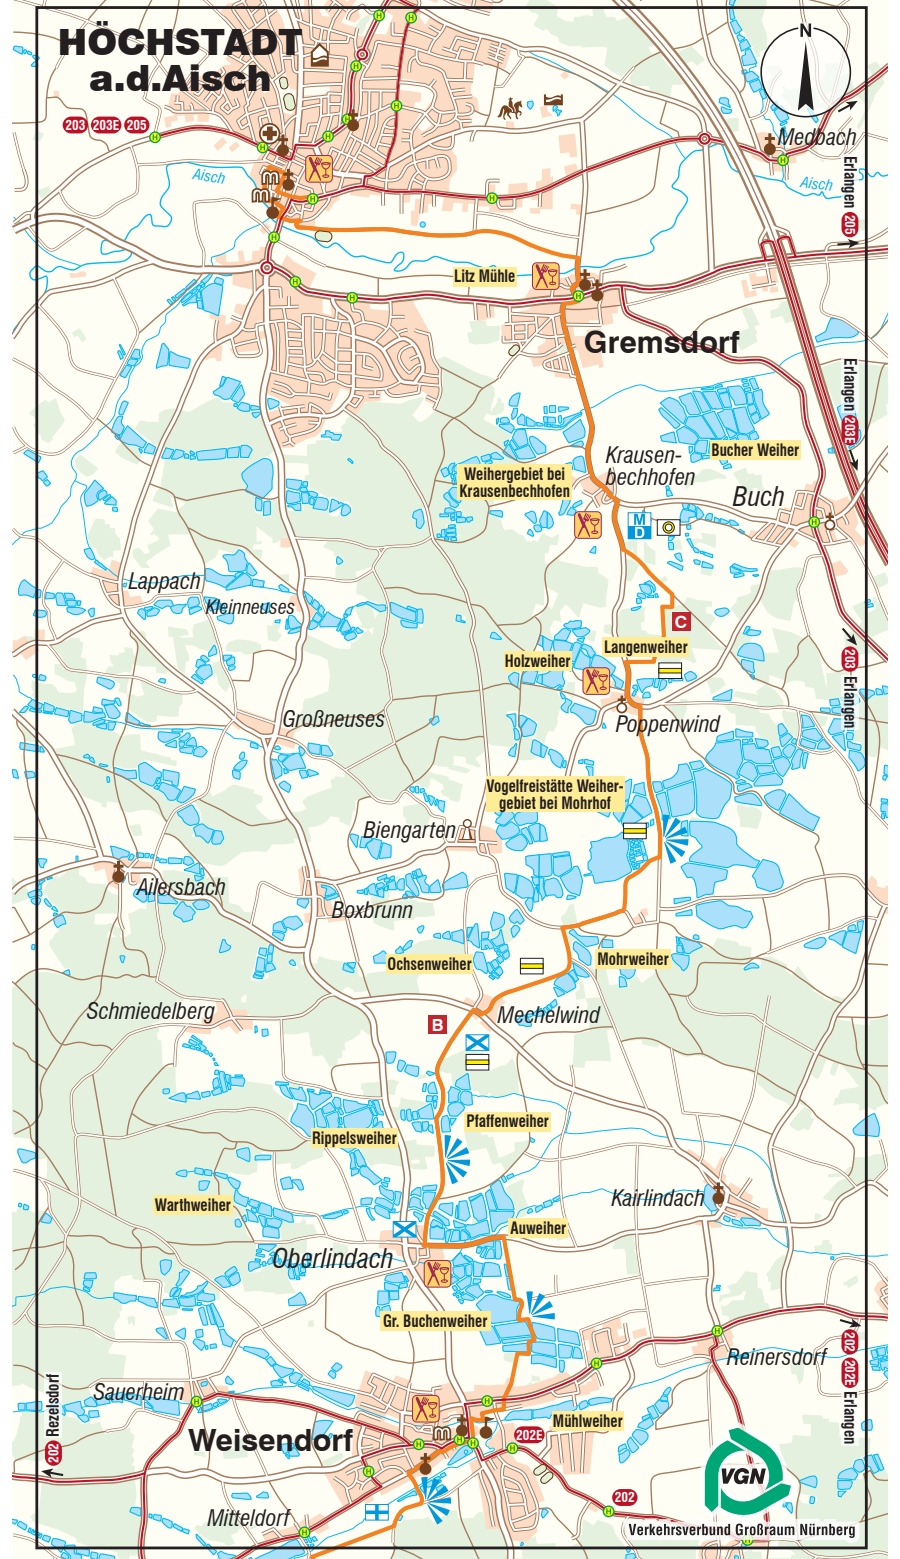 HÖCHSTADT
a.d.Aisch
N
203 203E 205
Medbach
Aisch
Aisch
Erlangen 205
Litz Mühle
Gremsdorf
Erlangen 203E
Bucher Weiher
Krausen-
bechhofen
Weihergebiet bei
Krausenbechhofen
Buch
M
D
Lappach
Kleinneuses
C
Langenweiher
Holzweiher
203 Erlangen
Großneuses
Poppenwind
Vogelfreistätte Weiher-
gebiet bei Mohrhof
Biengarten
Ailersbach
Boxbrunn
Ochsenweiher
Mohrweiher
Schmiedelberg
Mechelwind
B
Pfaffenweiher
Rippelsweiher
Warthweiher
Kairlindach
Auweiher
Oberlindach
Gr. Buchenweiher
Reinersdorf
202 202E Erlangen
Sauerheim
202 Rezelsdorf
Mühlweiher
Weisendorf
202E
VGN
202
Mitteldorf
Verkehrsverbund Großraum Nürnberg